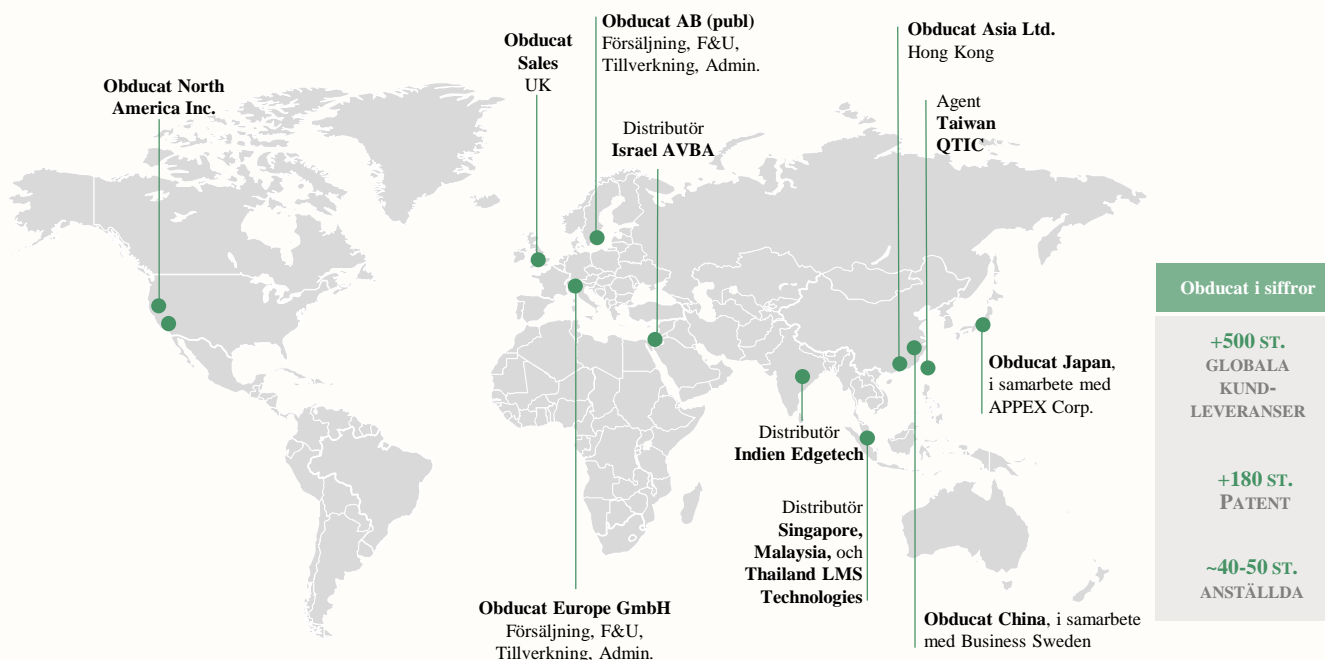 Obducat North
America Inc.
Obducat
Sales
UK
Obducat AB (publ)
Försäljning, F&U,
Tillverkning, Admin.
Distributör
Israel AVBA
Obducat Asia Ltd.
Hong Kong
Agent
Taiwan
QTIC
Obducat Japan,
i samarbete med
APPEX Corp.
Distributör
Indien Edgetech
Distributör
Singapore,
Malaysia, och
Thailand LMS
Technologies
Obducat Europe GmbH
Försäljning, F&U,
Tillverkning, Admin.
Obducat China, i samarbete
med Business Sweden
Obducat i siffror
+500 ST.
GLOBALA
KUND-
LEVERANSER
+180 ST.
PATENT
~40-50 ST.
ANSTÄLLDA